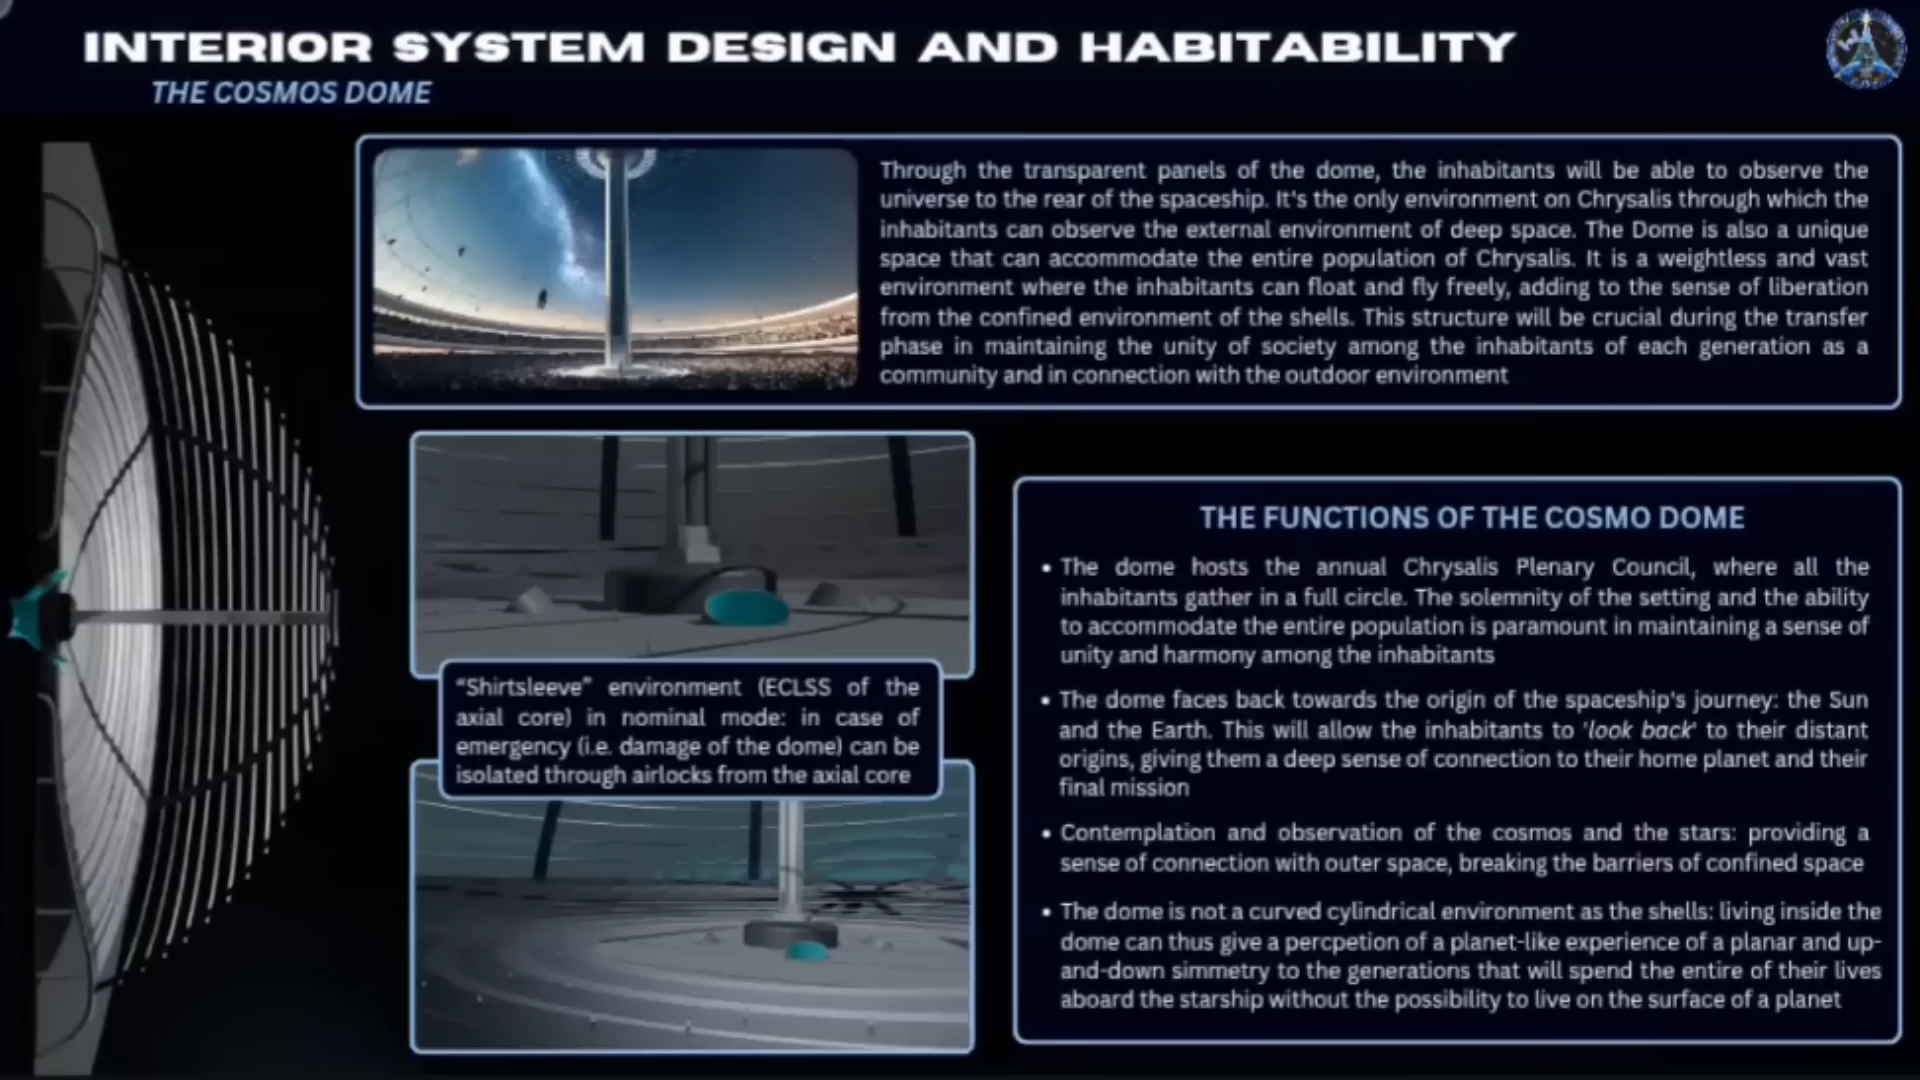 INTERIOR SYSTEM DESIGN AND HABITABILITY
THE COSMOS DOME
Through the transparent panels of the dome, the inhabitants will be able to observe the
universe to the rear of the spaceship. It's the only environment on Chrysalis through which the
inhabitants can observe the external environment of deep space. The Dome is also a unique
space that can accommodate the entire population of Chrysalis. It is a weightless and vast
environment where the inhabitants can float and fly freely, adding to the sense of liberation
from the confined environment of the shells. This structure will be crucial during the transfer
phase in maintaining the unity of society among the inhabitants of each generation as a
community and in connection with the outdoor environment
“Shirtsleeve” environment (ECLSS of the
axial core) in nominal mode: in case of
emergency (i.e. damage of the dome) can be
isolated through airlocks from the axial core
THE FUNCTIONS OF THE COSMO DOME
• The dome hosts the annual Chrysalis Plenary Council, where all the
inhabitants gather in a full circle. The solemnity of the setting and the ability
to accommodate the entire population is paramount in maintaining a sense of
unity and harmony among the inhabitants
• The dome faces back towards the origin of the spaceship's journey: the Sun
and the Earth. This will allow the inhabitants to 'look back' to their distant
origins, giving them a deep sense of connection to their home planet and their
final mission
• Contemplation and observation of the cosmos and the stars: providing a
sense of connection with outer space, breaking the barriers of confined space
• The dome is not a curved cylindrical environment as the shells: living inside the
dome can thus give a percpetion of a planet-like experience of a planar and up-
and-down simmetry to the generations that will spend the entire of their lives
aboard the starship without the possibility to live on the surface of a planet